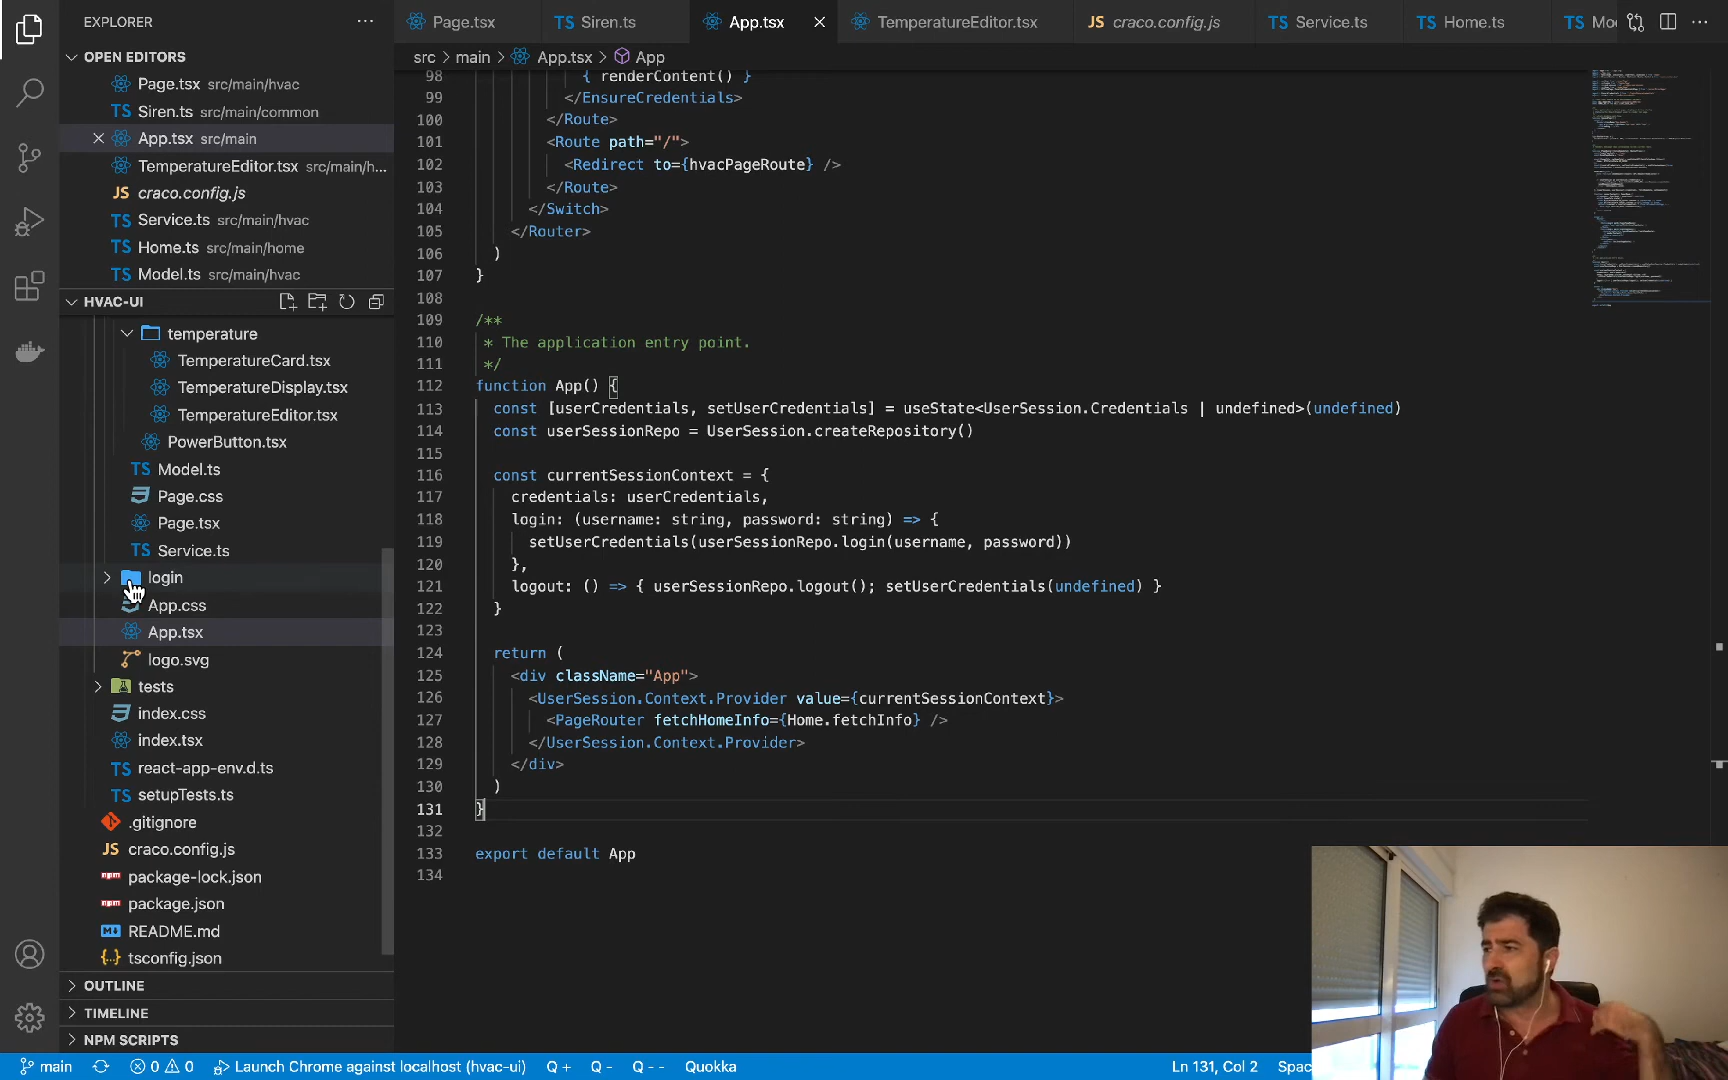 EXPLORER
OPEN EDITORS
Page.tsx src/main/hvac
TS Siren.ts src/main/common
App.tsx src/main
TemperatureEditor.tsx src/main/h...
JS craco.config.js
TS Service.ts src/main/hvac
TS Home.ts src/main/home
TS Model.ts src/main/hvac
HVAC-UI
temperature
TemperatureCard.tsx
TemperatureDisplay.tsx
TemperatureEditor.tsx
PowerButton.tsx
TS Model.ts
Page.css
Page.tsx
TS Service.ts
login
App.css
App.tsx
logo.svg
tests
index.css
index.tsx
TS react-app-env.d.ts
TS setupTests.ts
.gitignore
JS craco.config.js
package-lock.json
package.json
README.md
tsconfig.json
OUTLINE
TIMELINE
NPM SCRIPTS
Page.tsx TS Siren.ts App.tsx TemperatureEditor.tsx JS craco.config.js TS Service.ts TS Home.ts TS Mo
src > main > App.tsx > App
98 { renderContent() }
99 </EnsureCredentials>
100 </Route>
101 <Route path="/">
102 <Redirect to={hvacPageRoute} />
103 </Route>
104 </Switch>
105 </Router>
106 )
107 }
108
109 /**
110 * The application entry point.
111 */
112 function App() {
113 const [userCredentials, setUserCredentials] = useState<UserSession.Credentials | undefined>(undefined)
114 const userSessionRepo = UserSession.createRepository()
115
116 const currentSessionContext = {
117 credentials: userCredentials,
118 login: (username: string, password: string) => {
119 setUserCredentials(userSessionRepo.login(username, password))
120 },
121 logout: () => { userSessionRepo.logout(); setUserCredentials(undefined) }
122 }
123
124 return (
125 <div className="App">
126 <UserSession.Context.Provider value={currentSessionContext}>
127 <PageRouter fetchHomeInfo={Home.fetchInfo} />
128 </UserSession.Context.Provider>
129 </div>
130 )
131 }
132
133 export default App
134
main 0 0 Launch Chrome against localhost (hvac-ui) Q + Q - Q - - Quokka Ln 131, Col 2 Spac